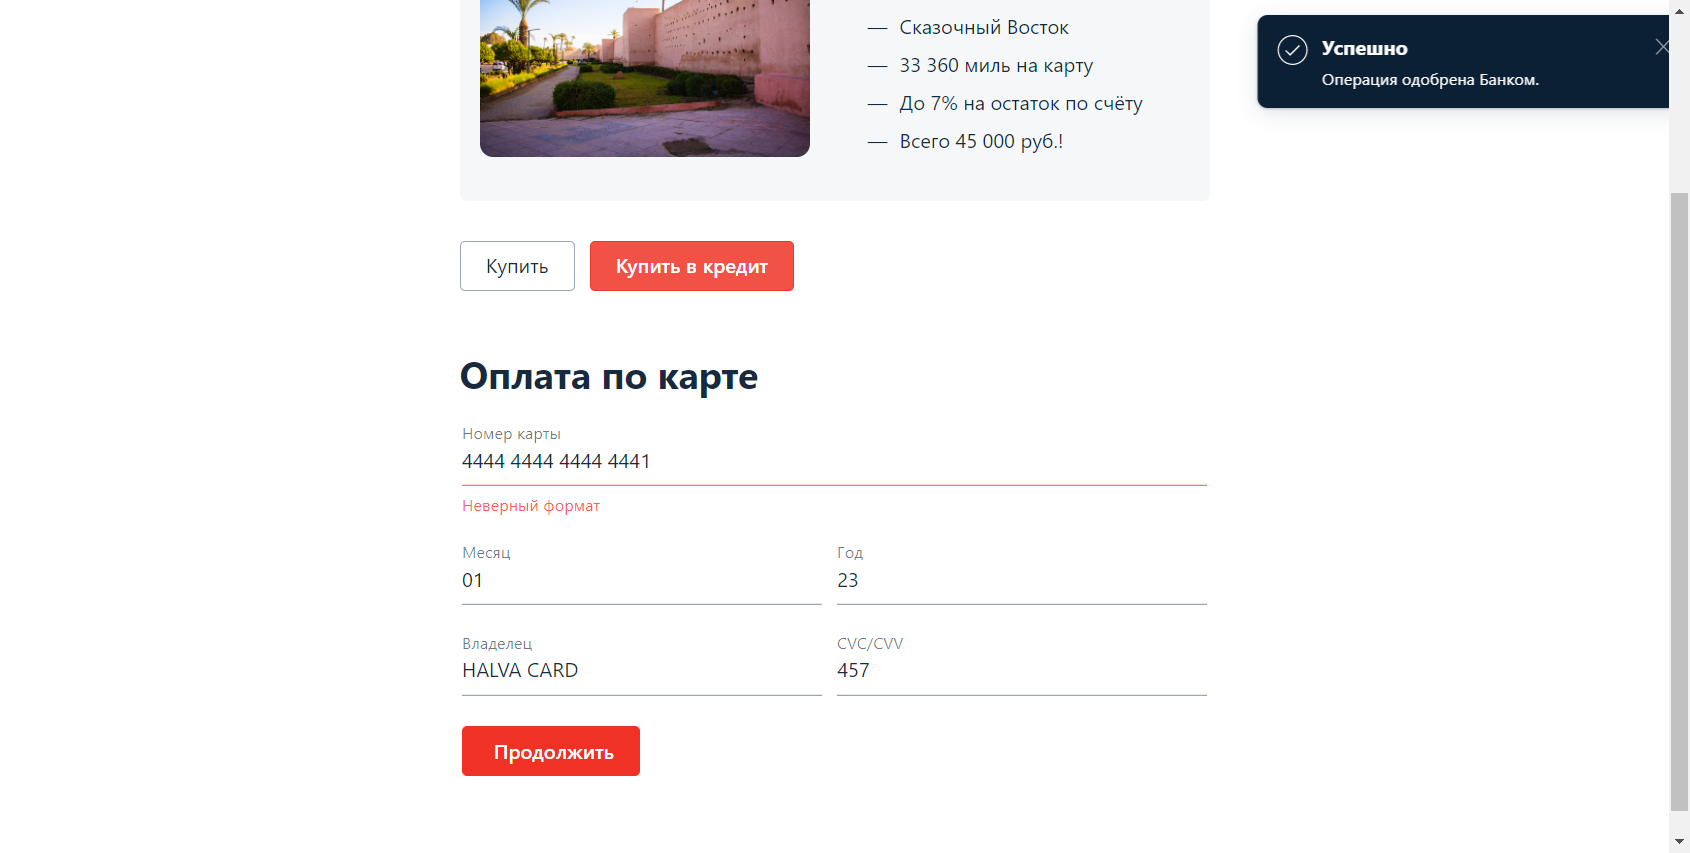 — Сказочный Восток
— 33 360 миль на карту
— До 7% на остаток по счёту
— Всего 45 000 руб.!
Успешно
Операция одобрена Банком.
Купить
Купить в кредит
Оплата по карте
Номер карты
4444 4444 4444 4441
Неверный формат
Месяц
Год
01
23
Владелец
CVC/CVV
HALVA CARD
457
Продолжить